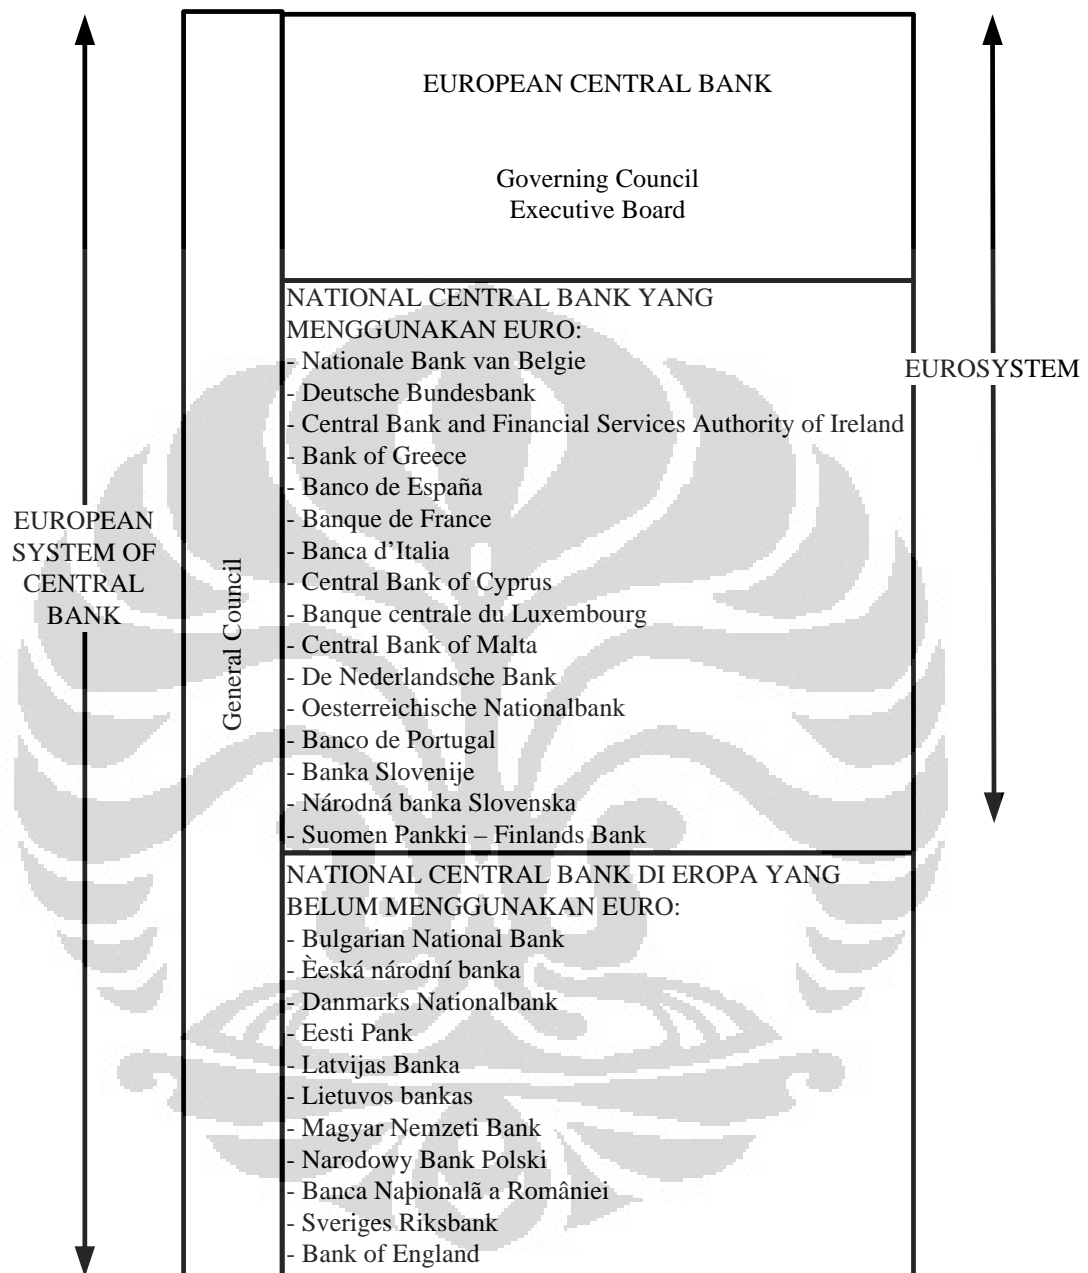 EUROPEAN CENTRAL BANK
Governing Council
Executive Board
NATIONAL CENTRAL BANK YANG
MENGGUNAKAN EURO:
- Nationale Bank van Belgie
- Deutsche Bundesbank
- Central Bank and Financial Services Authority of Ireland
- Bank of Greece
- Banco de España
- Banque de France
- Banca d’Italia
- Central Bank of Cyprus
- Banque centrale du Luxembourg
- Central Bank of Malta
- De Nederlandsche Bank
- Oesterreichische Nationalbank
- Banco de Portugal
- Banka Slovenije
- Národná banka Slovenska
- Suomen Pankki – Finlands Bank
NATIONAL CENTRAL BANK DI EROPA YANG
BELUM MENGGUNAKAN EURO:
- Bulgarian National Bank
- Èeská národní banka
- Danmarks Nationalbank
- Eesti Pank
- Latvijas Banka
- Lietuvos bankas
- Magyar Nemzeti Bank
- Narodowy Bank Polski
- Banca Naþionalã a României
- Sveriges Riksbank
- Bank of England
EUROPEAN
SYSTEM OF
CENTRAL
BANK
General Council
EUROSYSTEM